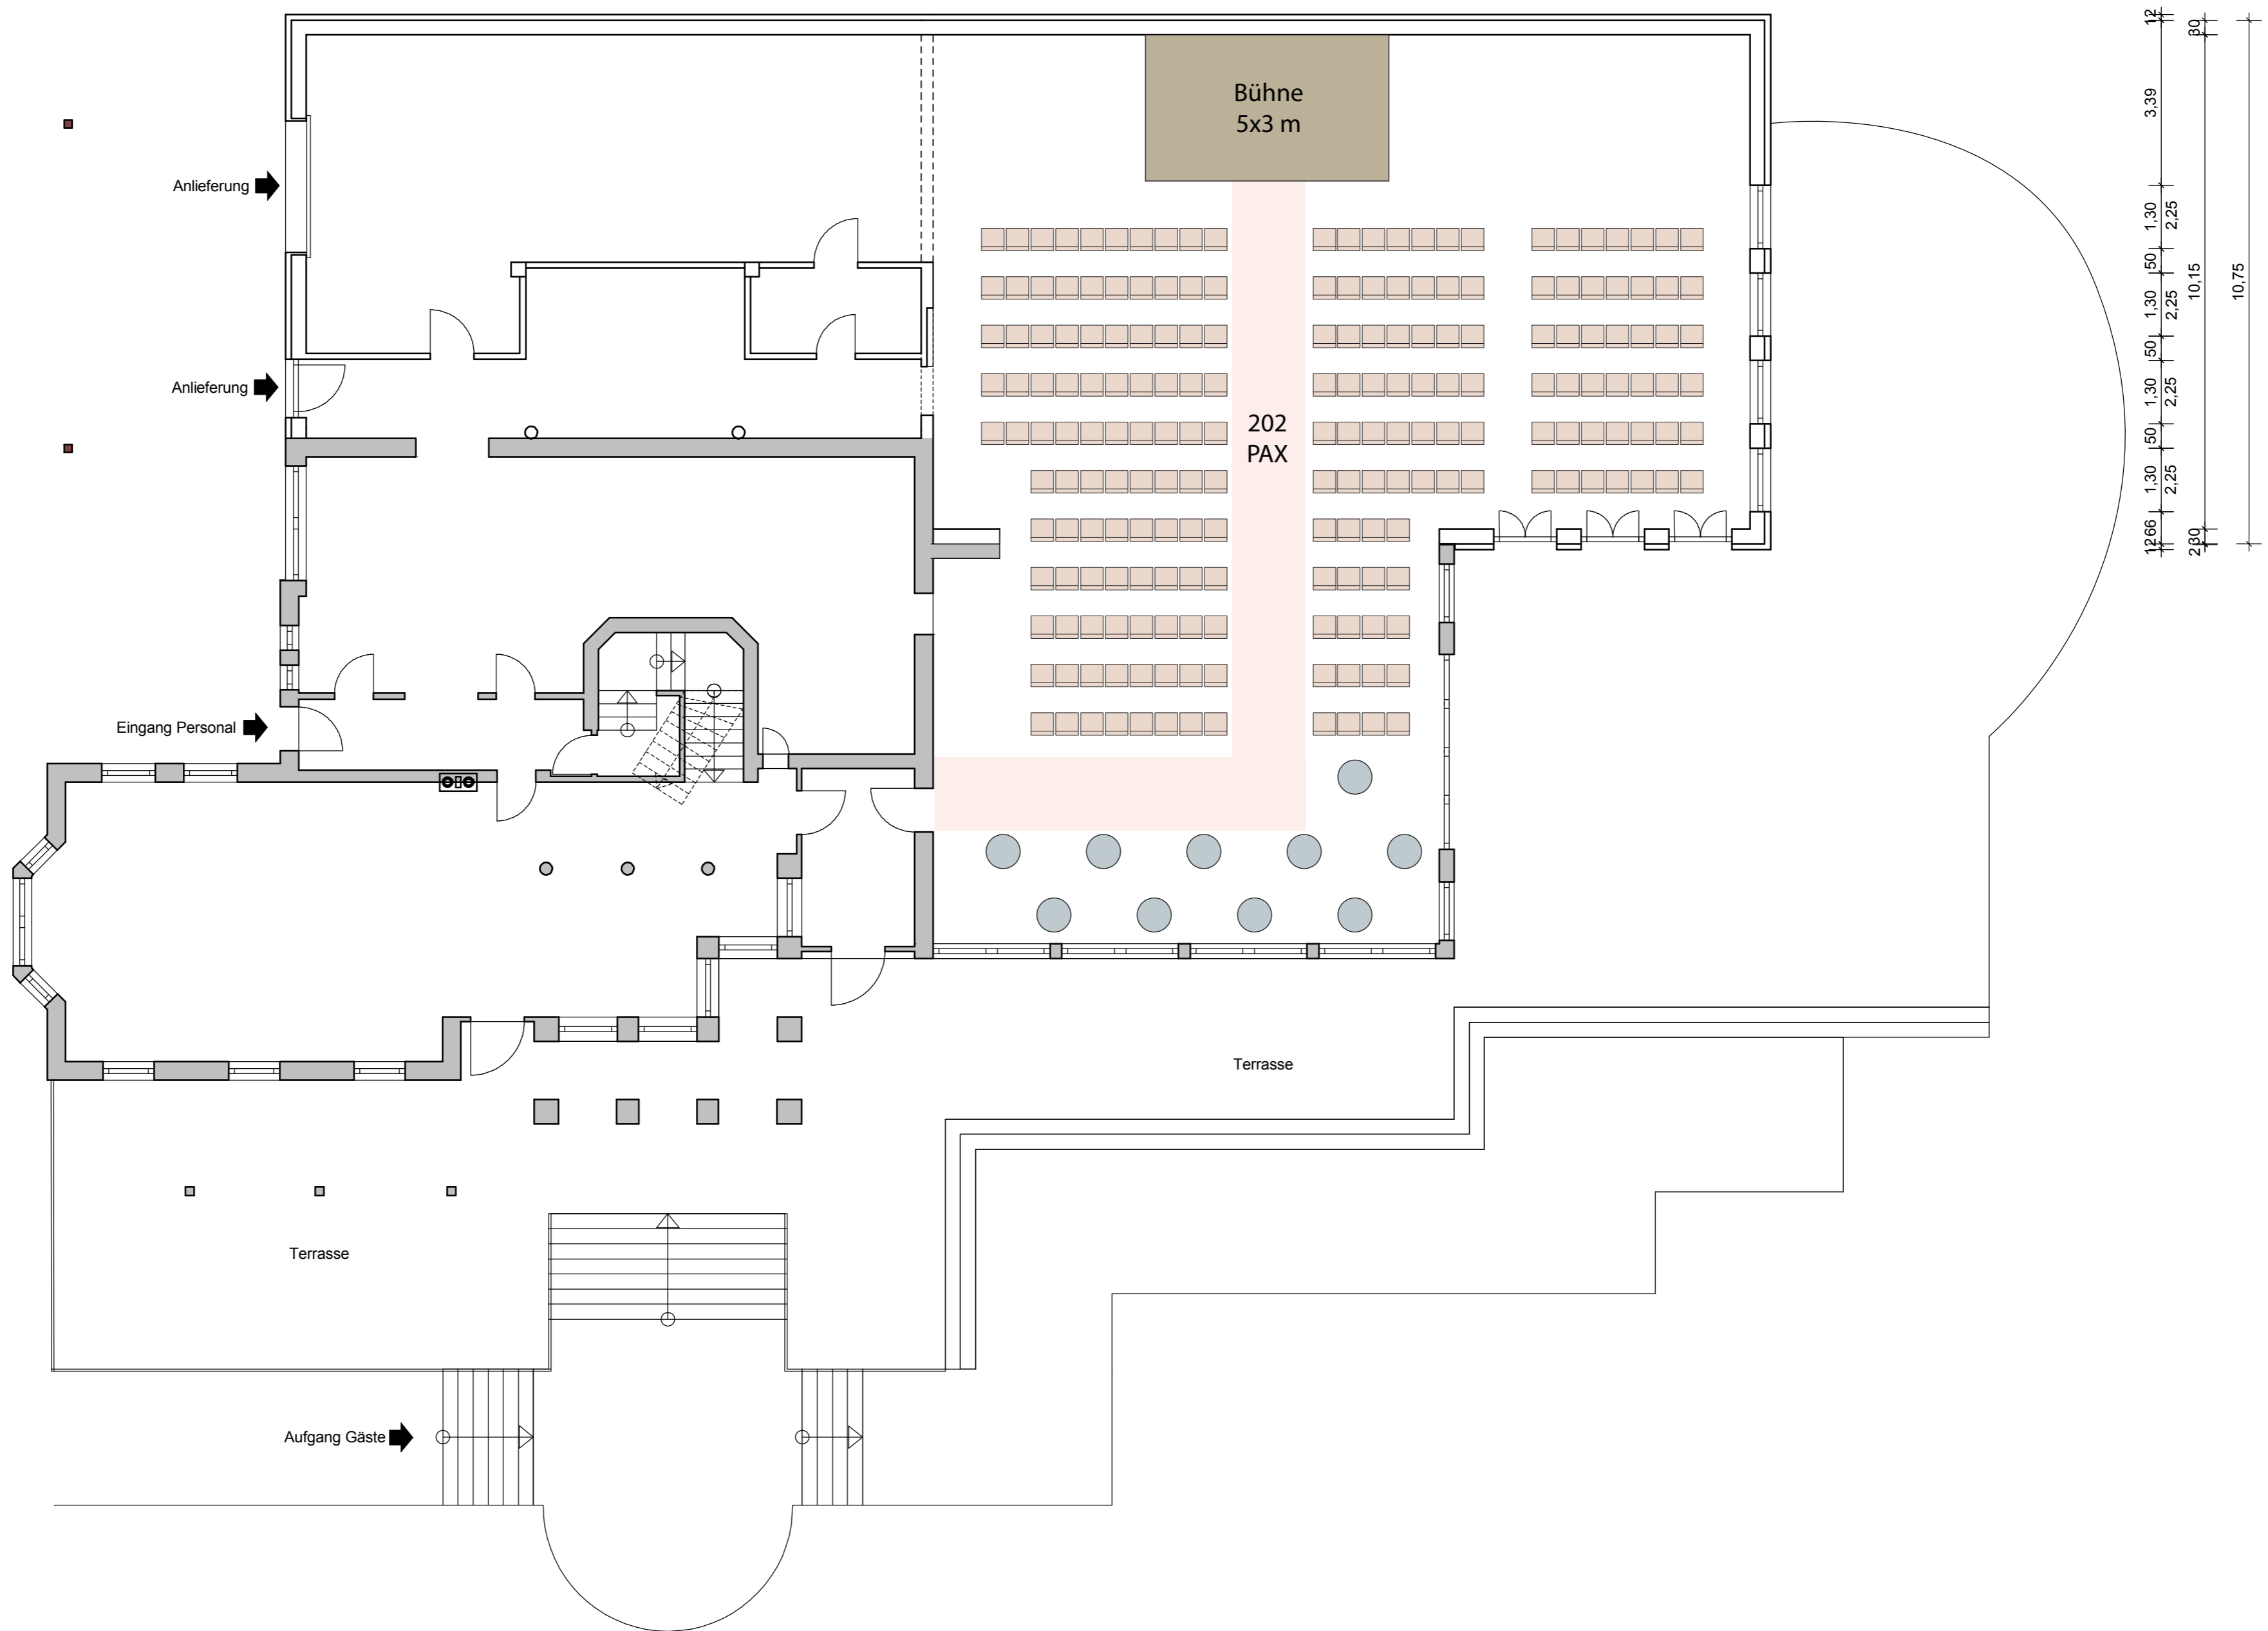 Bühne
5x3 m
Anlieferung
Anlieferung
202
PAX
Eingang Personal
Terrasse
Terrasse
Aufgang Gäste
12
3,39
1,30
2,25
50
1,30
2,25
50
1,30
2,25
50
1,30
2,25
66
12
30
10,15
30
2
10,75